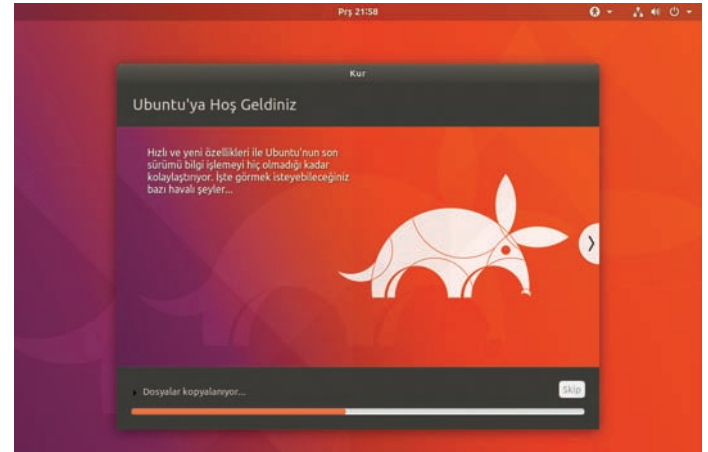 Prş 21:58
Kur
Ubuntu'ya Hoş Geldiniz
Hızlı ve yeni özellikleri ile Ubuntu'nun son
sürümü bilgi işlemeyi hiç olmadığı kadar
kolaylaştırıyor. İşte görmek isteyebileceğiniz
bazı havalı şeyler...
Dosyalar kopyalanıyor...
Skip